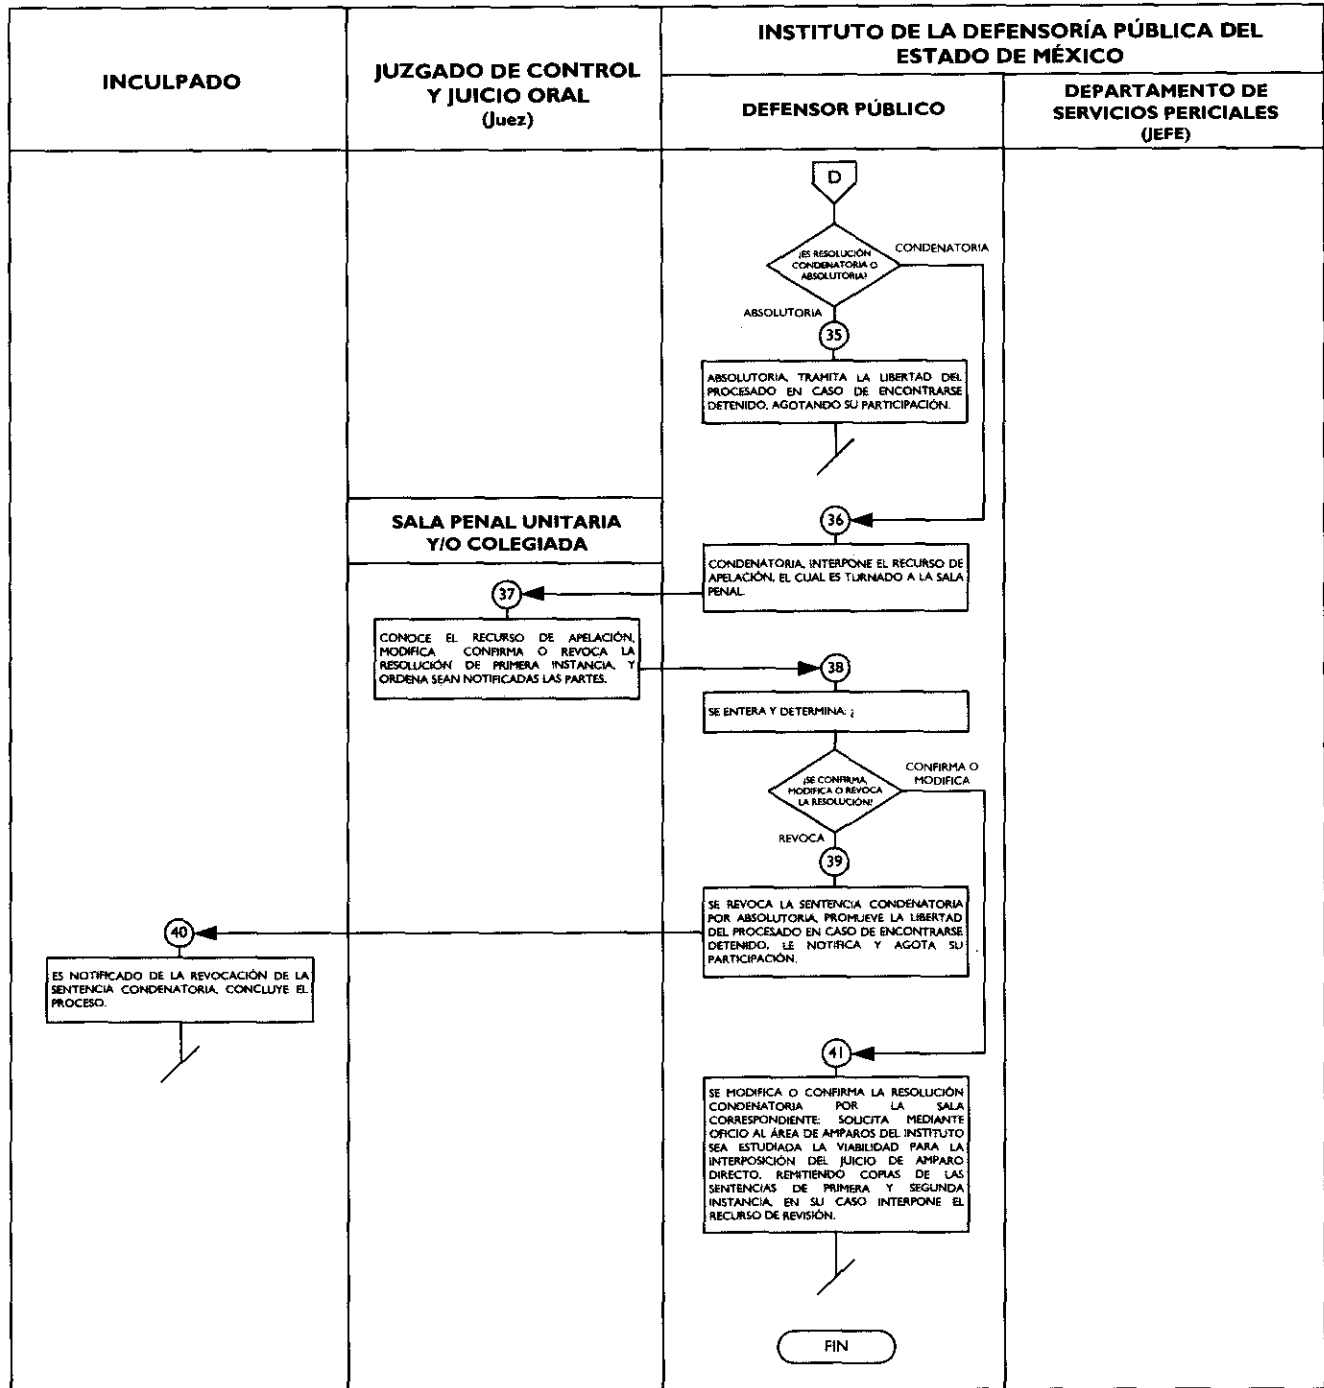 INCULPADO
JUZGADO DE CONTROL
Y JUICIO ORAL
(Juez)
INSTITUTO DE LA DEFENSORÍA PÚBLICA DEL
ESTADO DE MÉXICO
DEFENSOR PÚBLICO
DEPARTAMENTO DE
SERVICIOS PERICIALES
(JEFE)
D
¿ES RESOLUCIÓN
CONDENATORIA O
ABSOLUTORIA?
CONDENATORIA
ABSOLUTORIA
35
ABSOLUTORIA, TRAMITA LA LIBERTAD DEL
PROCESADO EN CASO DE ENCONTRARSE
DETENIDO, AGOTANDO SU PARTICIPACIÓN.
SALA PENAL UNITARIA
Y/O COLEGIADA
36
CONDENATORIA, INTERPONE EL RECURSO DE
APELACIÓN, EL CUAL ES TURNADO A LA SALA
PENAL.
37
CONOCE EL RECURSO DE APELACIÓN,
MODIFICA CONFIRMA O REVOCA LA
RESOLUCIÓN DE PRIMERA INSTANCIA, Y
ORDENA SEAN NOTIFICADAS LAS PARTES.
38
SE ENTERA Y DETERMINA: ¿
¿SE CONFIRMA,
MODIFICA O REVOCA
LA RESOLUCIÓN?
CONFIRMA O
MODIFICA
REVOCA
39
SE REVOCA LA SENTENCIA CONDENATORIA
POR ABSOLUTORIA, PROMUEVE LA LIBERTAD
DEL PROCESADO EN CASO DE ENCONTRARSE
DETENIDO, LE NOTIFICA Y AGOTA SU
PARTICIPACIÓN.
40
ES NOTIFICADO DE LA REVOCACIÓN DE LA
SENTENCIA CONDENATORIA, CONCLUYE EL
PROCESO.
41
SE MODIFICA O CONFIRMA LA RESOLUCIÓN
CONDENATORIA POR LA SALA
CORRESPONDIENTE: SOLICITA MEDIANTE
OFICIO AL ÁREA DE AMPAROS DEL INSTITUTO
SEA ESTUDIADA LA VIABILIDAD PARA LA
INTERPOSICIÓN DEL JUICIO DE AMPARO
DIRECTO, REMITIENDO COPIAS DE LAS
SENTENCIAS DE PRIMERA Y SEGUNDA
INSTANCIA, EN SU CASO INTERPONE EL
RECURSO DE REVISIÓN.
FIN